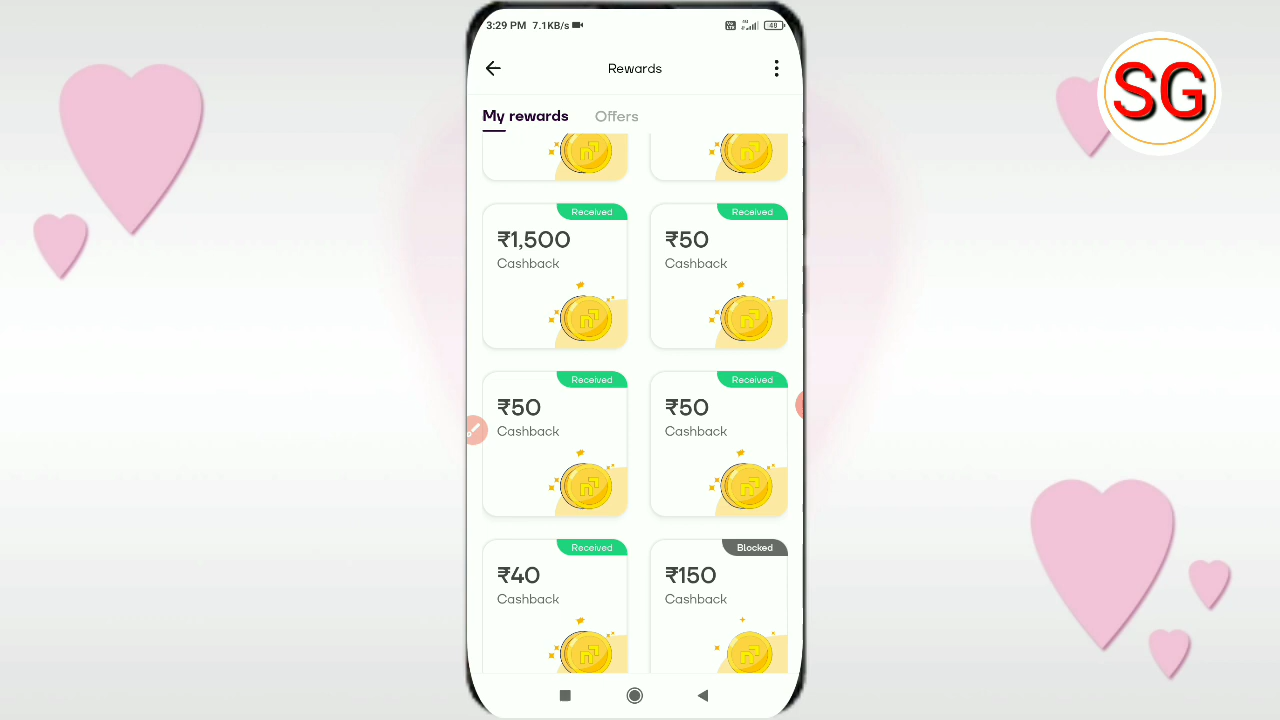 3:29 PM 7.1KB/s
48
Rewards
SG
My rewards Offers
Received
₹1,500
Cashback
Received
₹50
Cashback
Received
₹50
Cashback
Received
₹50
Cashback
Received
₹40
Cashback
Blocked
₹150
Cashback